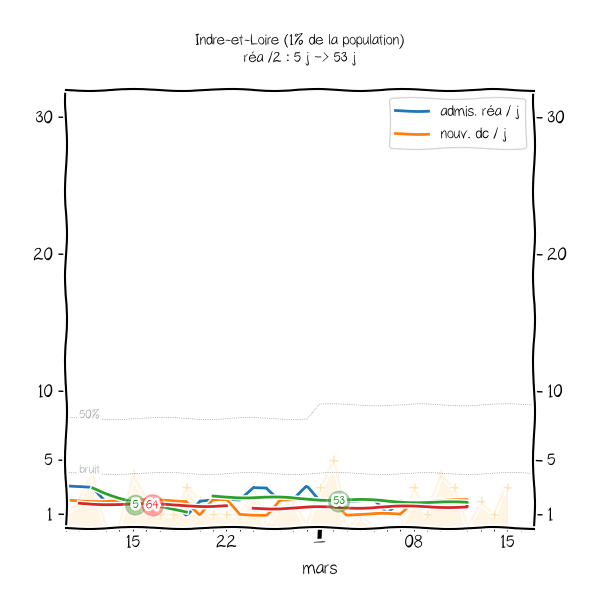 Indre-et-Loire (1% de la population)
réa /2 : 5 j -> 53 j
admis. réa / j
nouv. dc / j
30 30
20 20
10 10
50%
5 5
bruit
5 64 53
1 1
15 22 08 15
mars